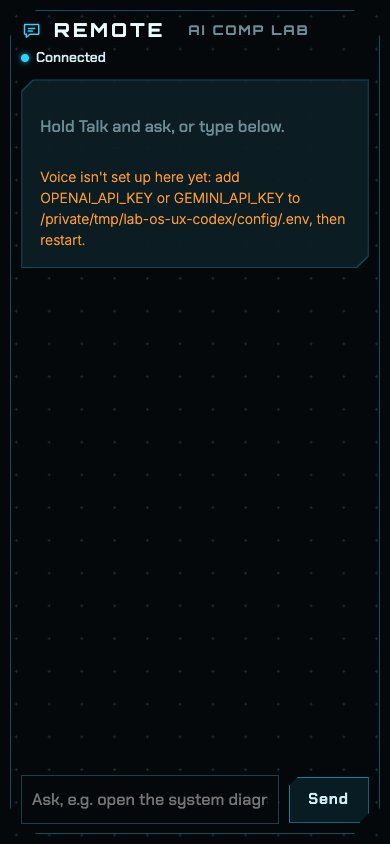 REMOTE AI COMP LAB
Connected
Hold Talk and ask, or type below.
Voice isn't set up here yet: add
OPENAI_API_KEY or GEMINI_API_KEY to
/private/tmp/lab-os-ux-codex/config/.env, then
restart.
Ask, e.g. open the system diagr
Send